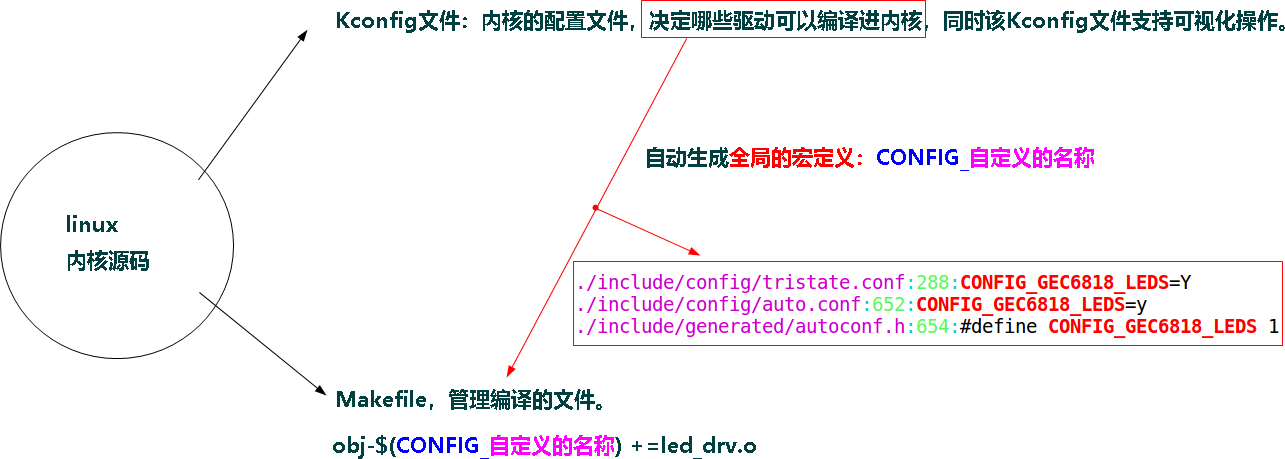 Kconfig文件：内核的配置文件，决定哪些驱动可以编译进内核，同时该Kconfig文件支持可视化操作。
自动生成全局的宏定义：CONFIG_自定义的名称
linux
内核源码
./include/config/tristate.conf:288:CONFIG_GEC6818_LEDS=Y
./include/config/auto.conf:652:CONFIG_GEC6818_LEDS=y
./include/generated/autoconf.h:654:#define CONFIG_GEC6818_LEDS 1
Makefile，管理编译的文件。
obj-$(CONFIG_自定义的名称) +=led_drv.o